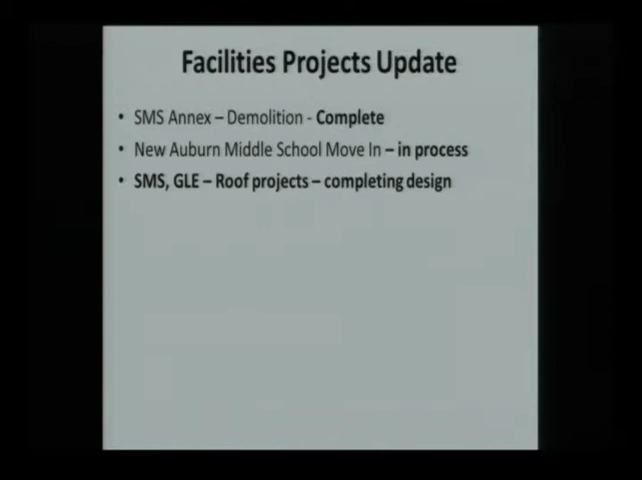 Facilities Projects Update
• SMS Annex – Demolition - Complete
• New Auburn Middle School Move In – in process
• SMS, GLE – Roof projects – completing design